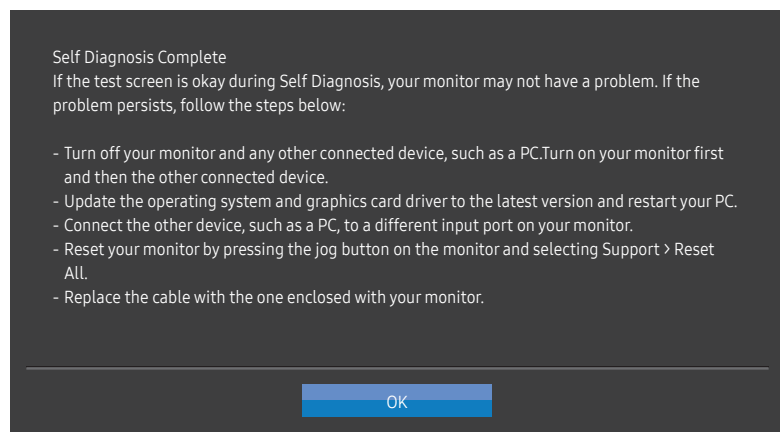 Self Diagnosis Complete
If the test screen is okay during Self Diagnosis, your monitor may not have a problem. If the
problem persists, follow the steps below:
- Turn off your monitor and any other connected device, such as a PC.Turn on your monitor first
and then the other connected device.
- Update the operating system and graphics card driver to the latest version and restart your PC.
- Connect the other device, such as a PC, to a different input port on your monitor.
- Reset your monitor by pressing the jog button on the monitor and selecting Support > Reset
All.
- Replace the cable with the one enclosed with your monitor.
OK